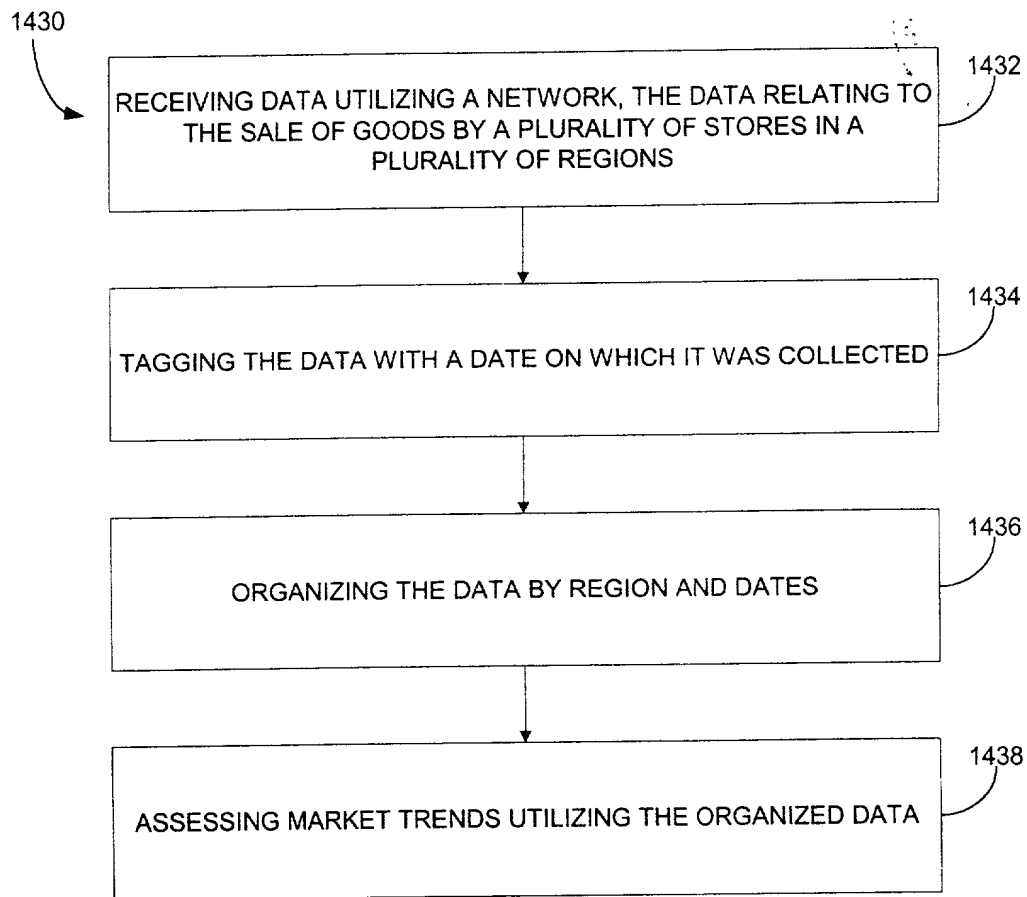 1430
1432
RECEIVING DATA UTILIZING A NETWORK, THE DATA RELATING TO
THE SALE OF GOODS BY A PLURALITY OF STORES IN A
PLURALITY OF REGIONS
1434
TAGGING THE DATA WITH A DATE ON WHICH IT WAS COLLECTED
1436
ORGANIZING THE DATA BY REGION AND DATES
1438
ASSESSING MARKET TRENDS UTILIZING THE ORGANIZED DATA